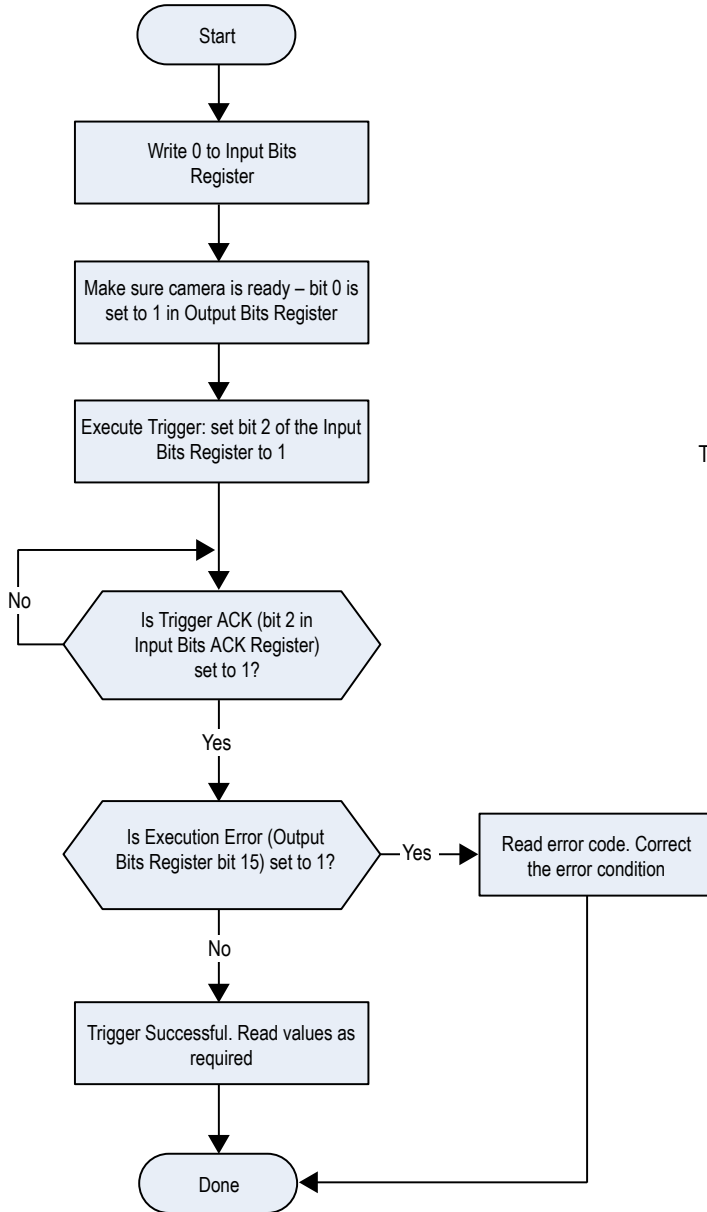 Start
Write 0 to Input Bits
Register
Make sure camera is ready – bit 0 is
set to 1 in Output Bits Register
Execute Trigger: set bit 2 of the Input
Bits Register to 1
T
No
Is Trigger ACK (bit 2 in
Input Bits ACK Register)
set to 1?
Yes
Is Execution Error (Output
Bits Register bit 15) set to 1?
Yes
Read error code. Correct
the error condition
No
Trigger Successful. Read values as
required
Done